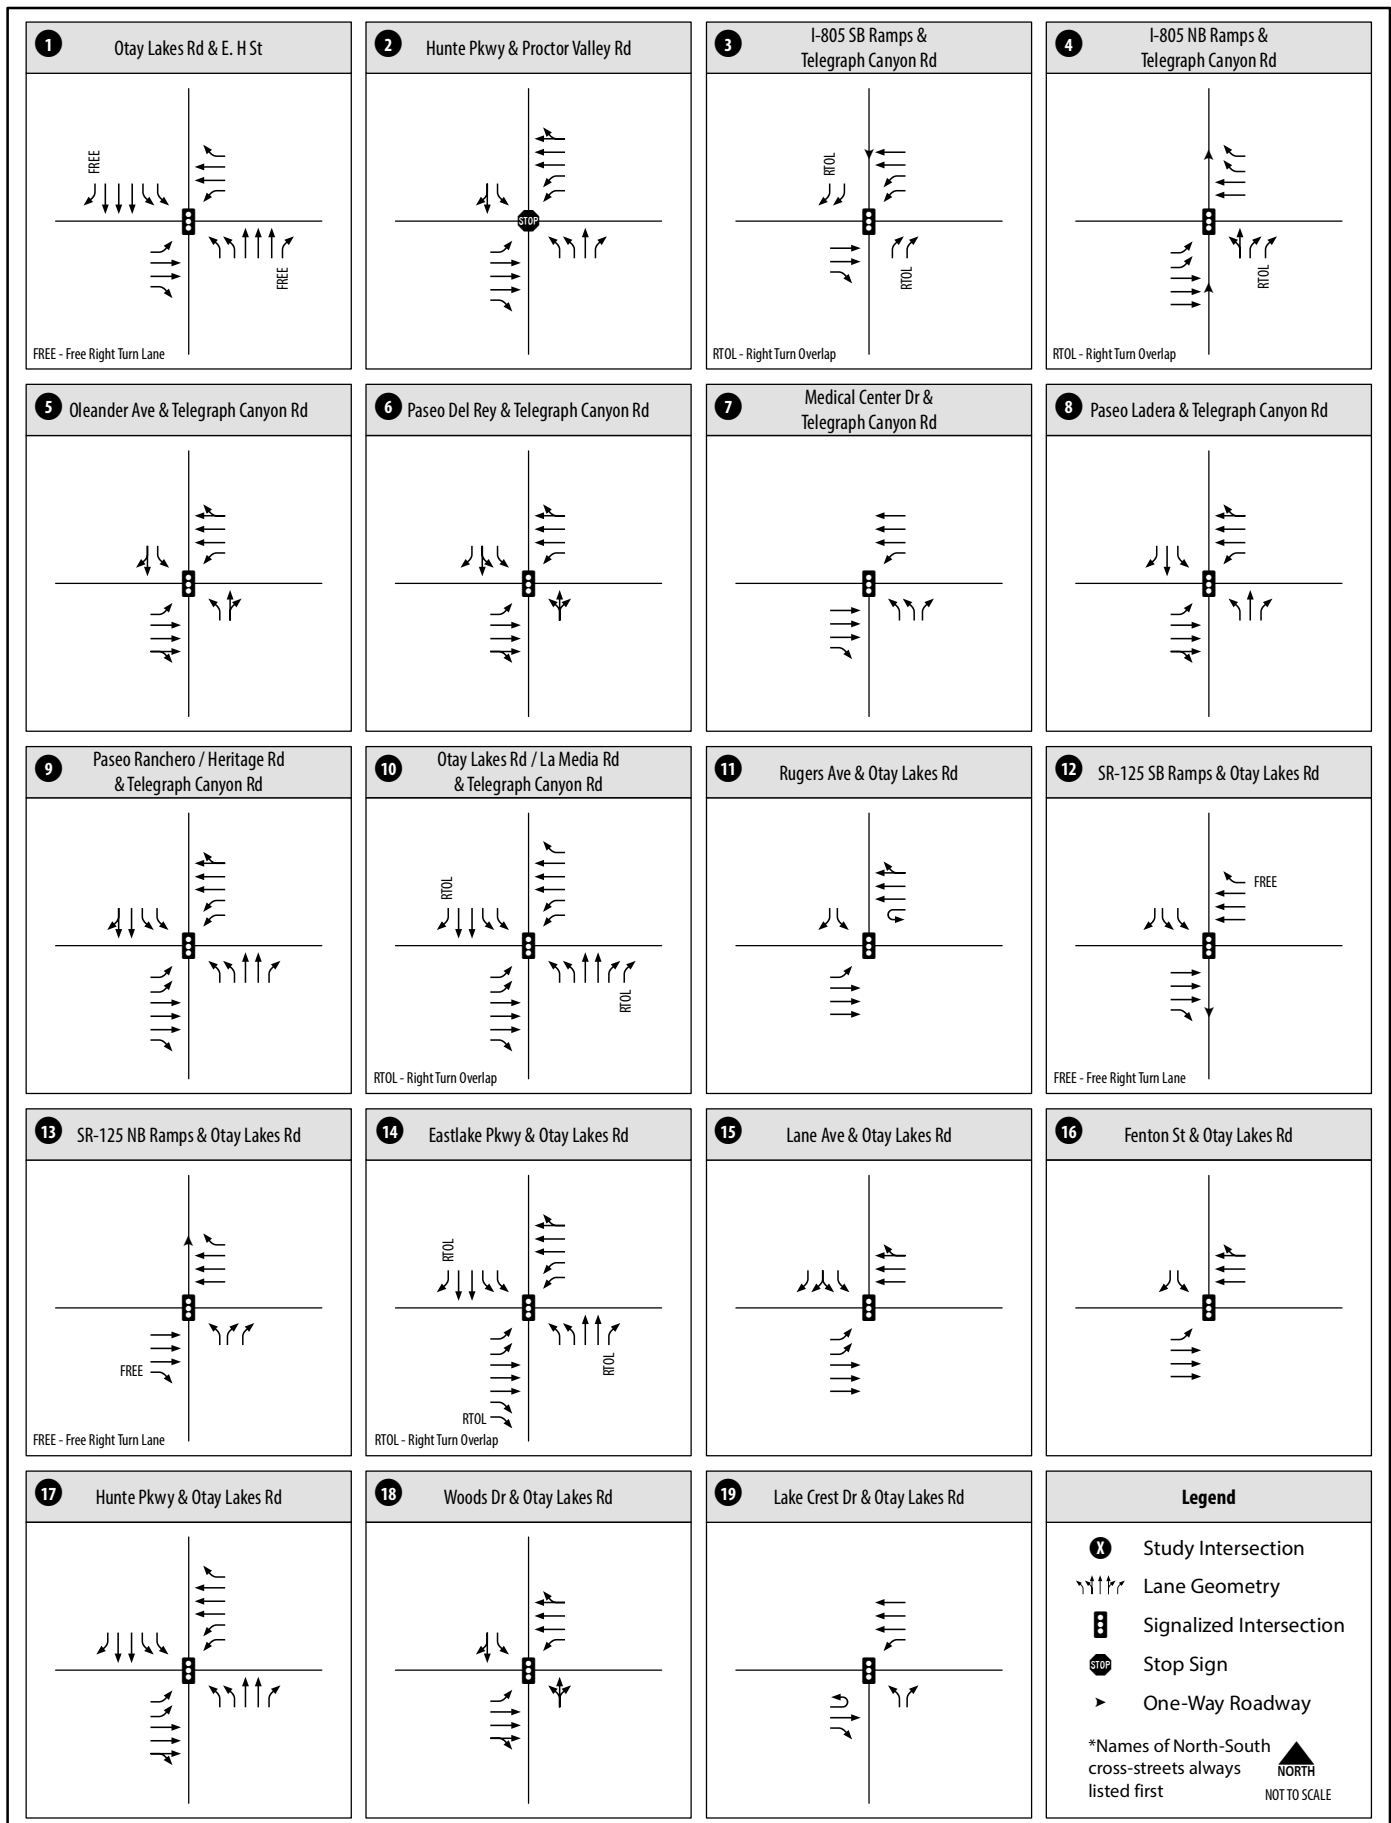 1
Otay Lakes Rd & E. H St
FREE
FREE
FREE - Free Right Turn Lane
2
Hunte Pkwy & Proctor Valley Rd
STOP
3
I-805 SB Ramps &
Telegraph Canyon Rd
RTOL
RTOL
RTOL - Right Turn Overlap
4
I-805 NB Ramps &
Telegraph Canyon Rd
RTOL
RTOL - Right Turn Overlap
5
Oleander Ave & Telegraph Canyon Rd
6
Paseo Del Rey & Telegraph Canyon Rd
7
Medical Center Dr &
Telegraph Canyon Rd
8
Paseo Ladera & Telegraph Canyon Rd
9
Paseo Ranchero / Heritage Rd
& Telegraph Canyon Rd
10
Otay Lakes Rd / La Media Rd
& Telegraph Canyon Rd
RTOL
RTOL
RTOL - Right Turn Overlap
11
Rugers Ave & Otay Lakes Rd
12
SR-125 SB Ramps & Otay Lakes Rd
FREE
FREE - Free Right Turn Lane
13
SR-125 NB Ramps & Otay Lakes Rd
FREE
FREE - Free Right Turn Lane
14
Eastlake Pkwy & Otay Lakes Rd
RTOL
RTOL
RTOL
RTOL - Right Turn Overlap
15
Lane Ave & Otay Lakes Rd
16
Fenton St & Otay Lakes Rd
17
Hunte Pkwy & Otay Lakes Rd
18
Woods Dr & Otay Lakes Rd
19
Lake Crest Dr & Otay Lakes Rd
Legend
X Study Intersection
Lane Geometry
Signalized Intersection
STOP Stop Sign
One-Way Roadway
*Names of North-South
cross-streets always
listed first
NORTH
NOT TO SCALE